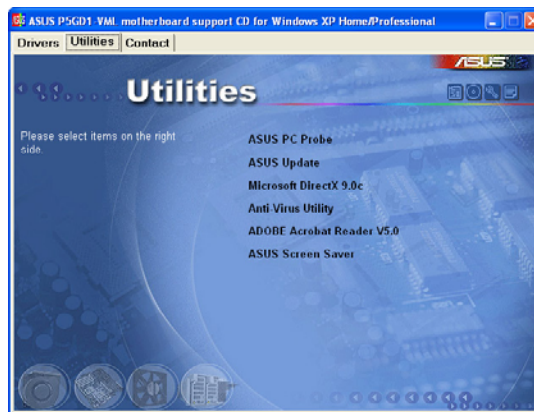 ASUS P5GD1-VML motherboard support CD for Windows XP Home/Professional
Drivers Utilities Contact
ASUS
Utilities
Please select items on the right
side.
ASUS PC Probe
ASUS Update
Microsoft DirectX 9.0c
Anti-Virus Utility
ADOBE Acrobat Reader V5.0
ASUS Screen Saver